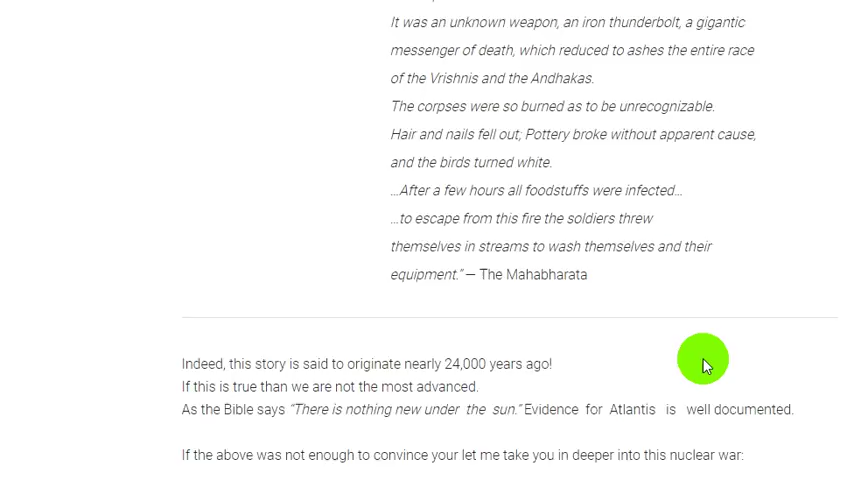 It was an unknown weapon, an iron thunderbolt, a gigantic
messenger of death, which reduced to ashes the entire race
of the Vrishnis and the Andhakas.
The corpses were so burned as to be unrecognizable.
Hair and nails fell out; Pottery broke without apparent cause,
and the birds turned white.
…After a few hours all foodstuffs were infected…
…to escape from this fire the soldiers threw
themselves in streams to wash themselves and their
equipment.” — The Mahabharata
Indeed, this story is said to originate nearly 24,000 years ago!
If this is true than we are not the most advanced.
As the Bible says “There is nothing new under the sun.” Evidence for Atlantis is well documented.
If the above was not enough to convince your let me take you in deeper into this nuclear war: